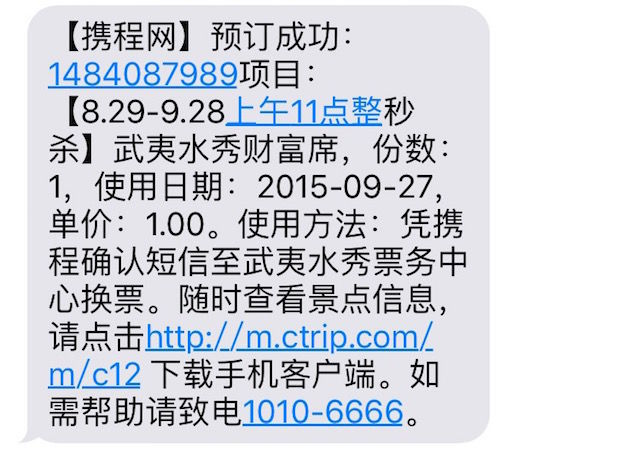 【携程网】预订成功：
1484087989项目：
【8.29-9.28上午11点整秒
杀】武夷水秀财富席，份数：
1，使用日期：2015-09-27，
单价：1.00。使用方法：凭携
程确认短信至武夷水秀票务中
心换票。随时查看景点信息，
请点击http://m.ctrip.com/
m/c12 下载手机客户端。如
需帮助请致电1010-6666。